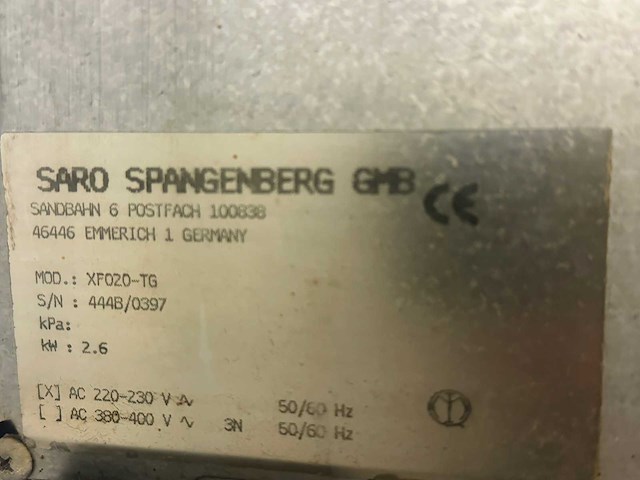 SARO SPANGENBERG GMB CE
SANDBAHN 6 POSTFACH 100838
46446 EMMERICH 1 GERMANY
MOD.: XF020-TG
S/N : 444B/0397
kPa:
kW : 2.6
[X] AC 220-230 V ∿ 50/60 Hz
[ ] AC 380-400 V ∿ 3N 50/60 Hz